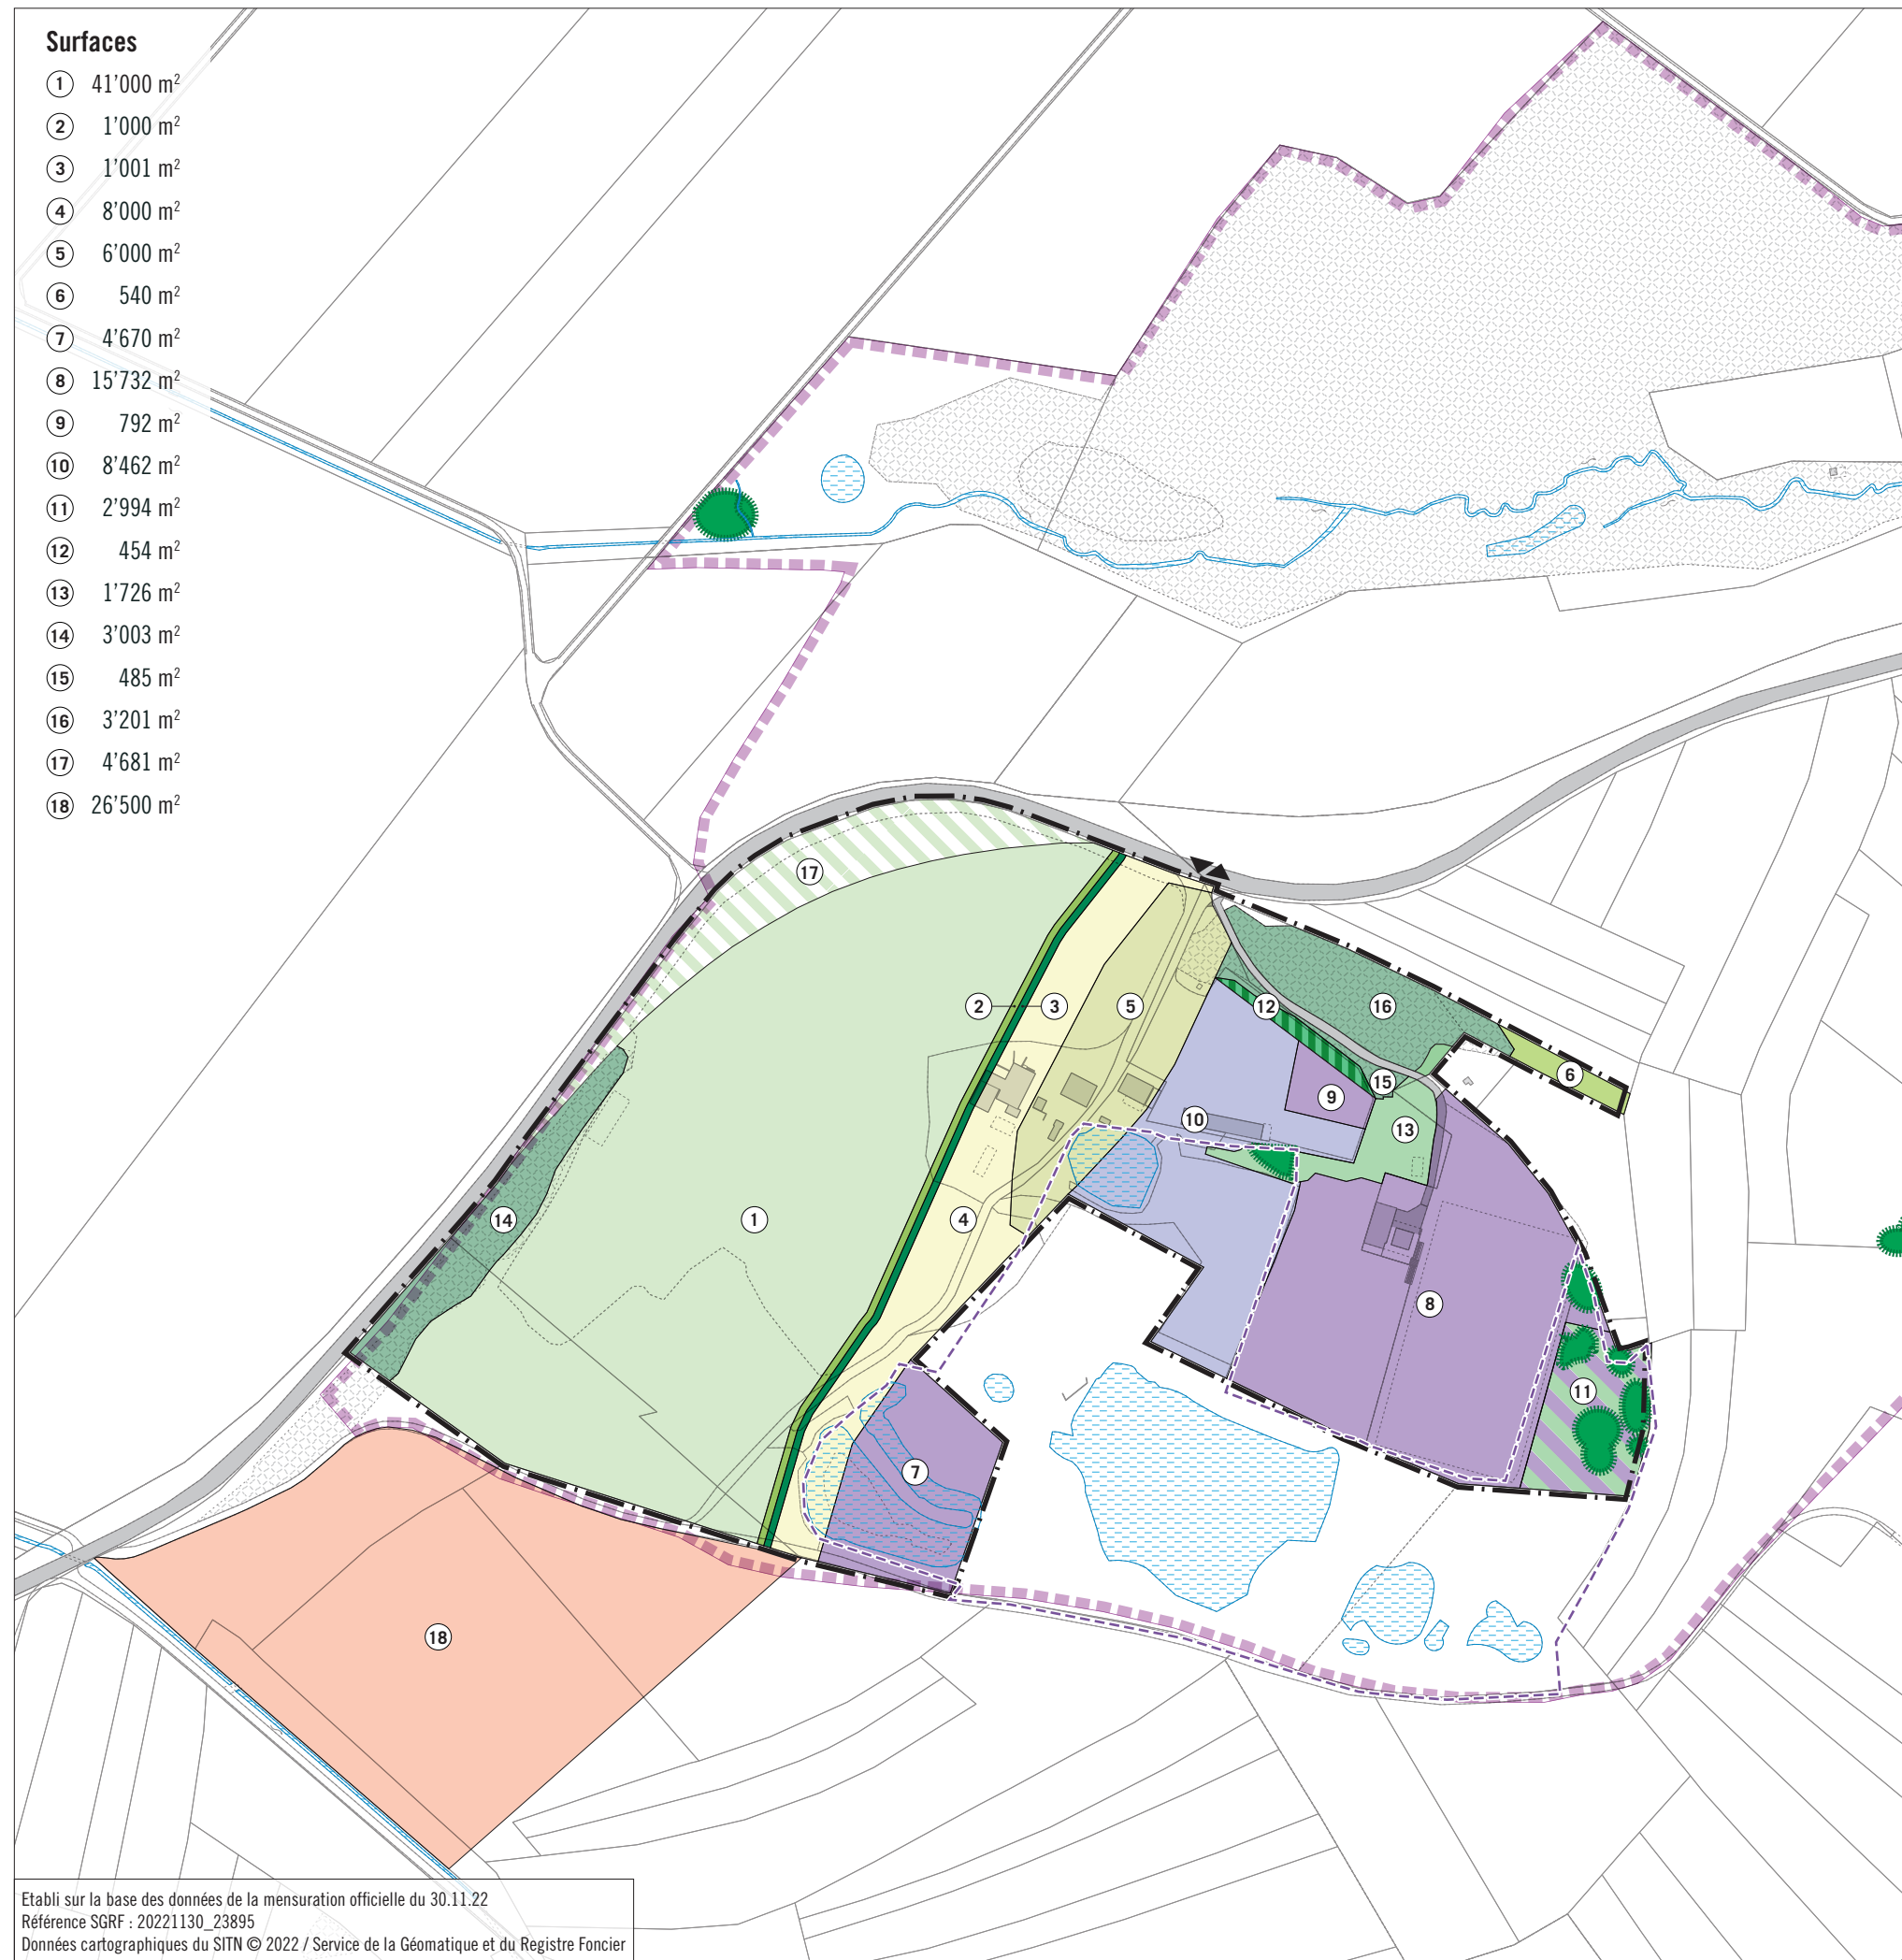 Surfaces
1 41’000 m²
2 1’000 m²
3 1’001 m²
4 8’000 m²
5 6’000 m²
6 540 m²
7 4’670 m²
8 15’732 m²
9 792 m²
10 8’462 m²
11 2’994 m²
12 454 m²
13 1’726 m²
14 3’003 m²
15 485 m²
16 3’201 m²
17 4’681 m²
18 26’500 m²
17
2
3
5
12
16
6
15
9
10
13
14
1
4
8
11
7
18
Etabli sur la base des données de la mensuration officielle du 30.11.22
Référence SGRF : 20221130_23895
Données cartographiques du SITN © 2022 / Service de la Géomatique et du Registre Foncier